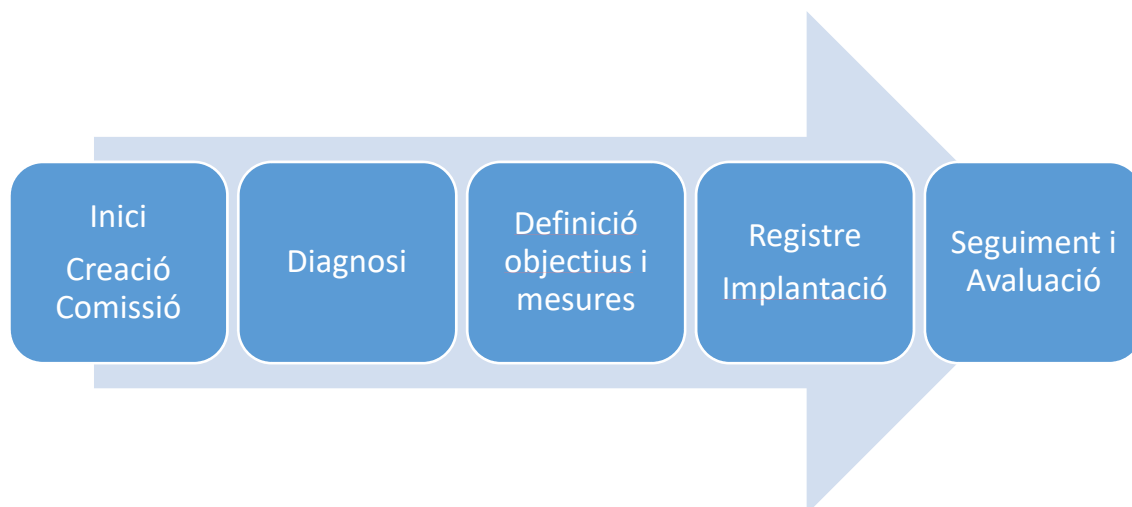 Inici
Creació
Comissió
Diagnosi
Definició
objectius i
mesures
Registre
Implantació
Seguiment i
Avaluació